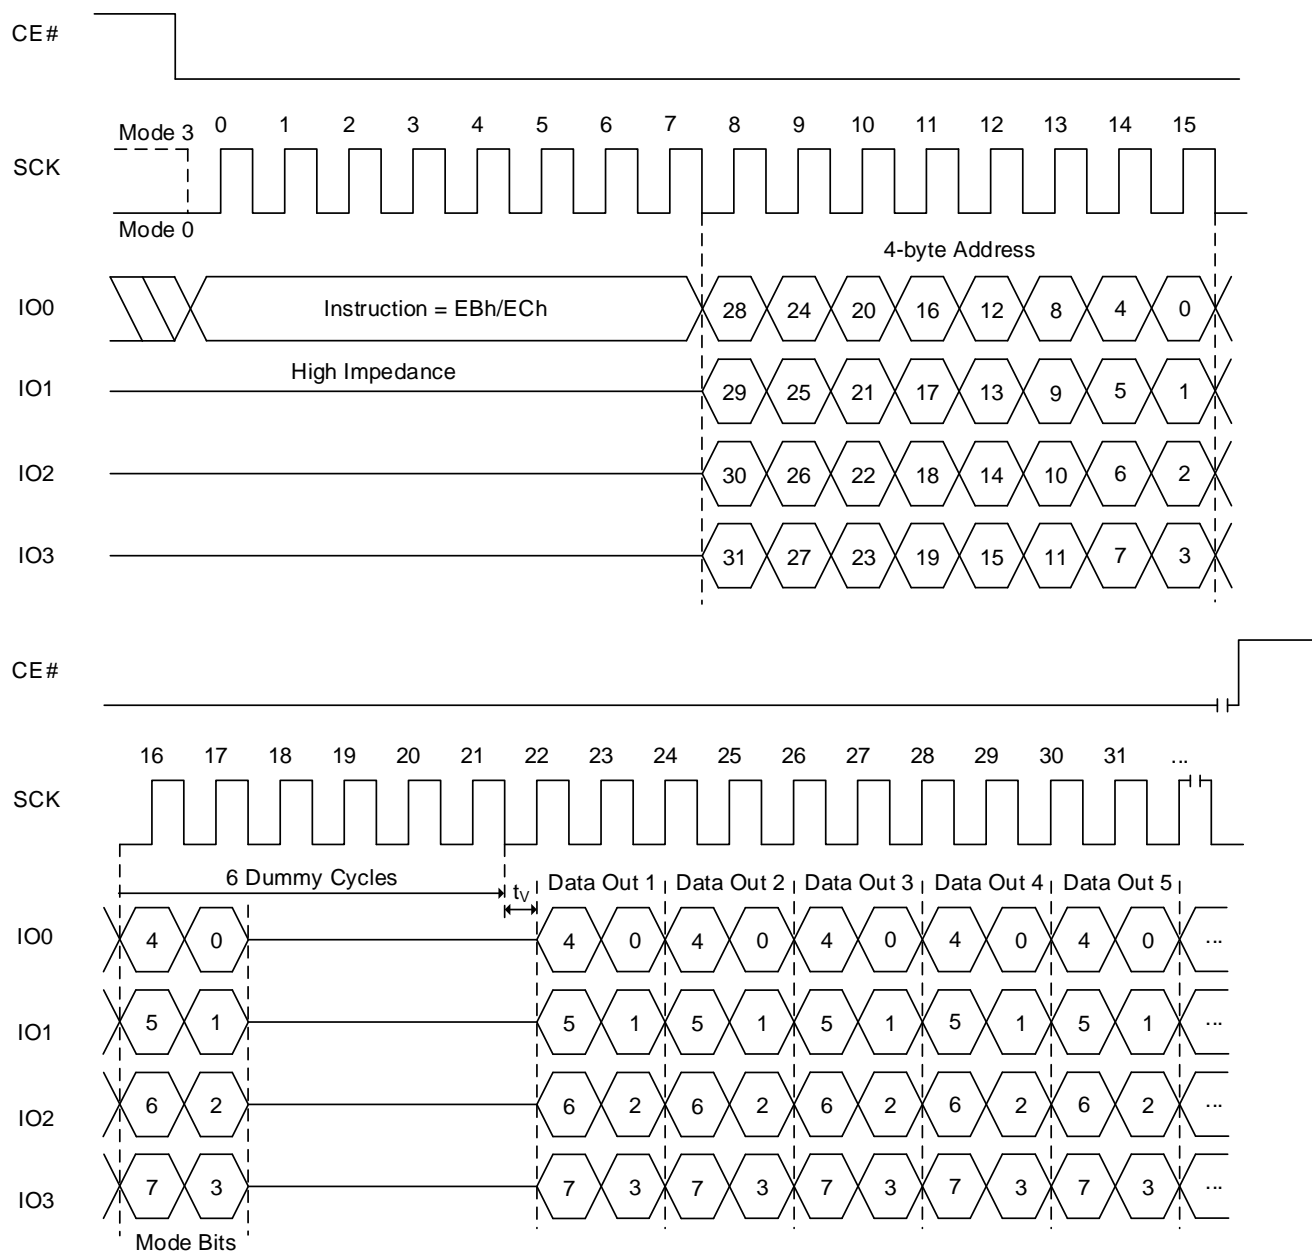 CE#
Mode 3 0 1 2 3 4 5 6 7 8 9 10 11 12 13 14 15
SCK
Mode 0
4-byte Address
IO0 Instruction = EBh/ECh 28 24 20 16 12 8 4 0
High Impedance
IO1 29 25 21 17 13 9 5 1
IO2 30 26 22 18 14 10 6 2
IO3 31 27 23 19 15 11 7 3
CE#
16 17 18 19 20 21 22 23 24 25 26 27 28 29 30 31 ...
SCK
6 Dummy Cycles tV Data Out 1 Data Out 2 Data Out 3 Data Out 4 Data Out 5
IO0 4 0 4 0 4 0 4 0 4 0 4 0 ...
IO1 5 1 5 1 5 1 5 1 5 1 5 1 ...
IO2 6 2 6 2 6 2 6 2 6 2 6 2 ...
IO3 7 3 7 3 7 3 7 3 7 3 7 3 ...
Mode Bits